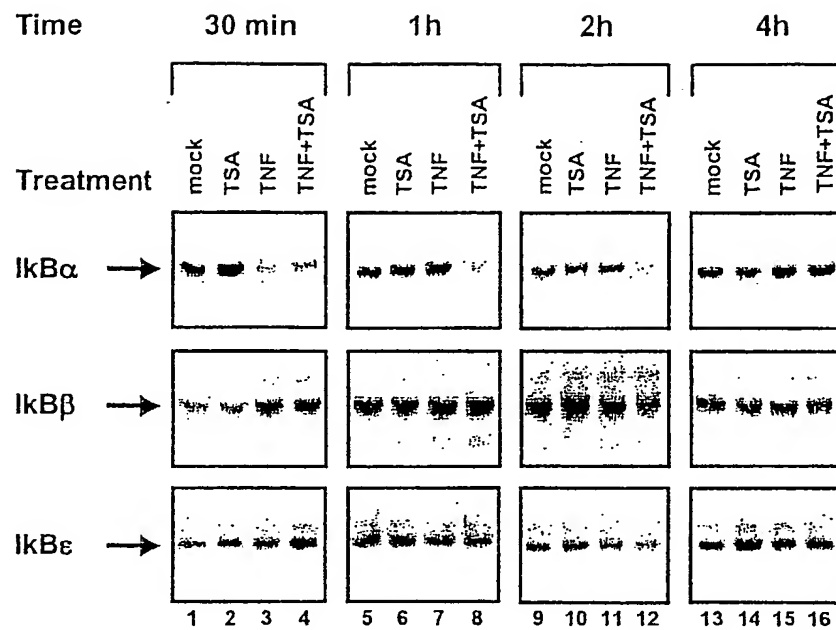 Time 30 min 1h 2h 4h
Treatment mock TSA TNF TNF+TSA mock TSA TNF TNF+TSA mock TSA TNF TNF+TSA mock TSA TNF TNF+TSA
IkBα
IkBβ
IkBε
1 2 3 4 5 6 7 8 9 10 11 12 13 14 15 16